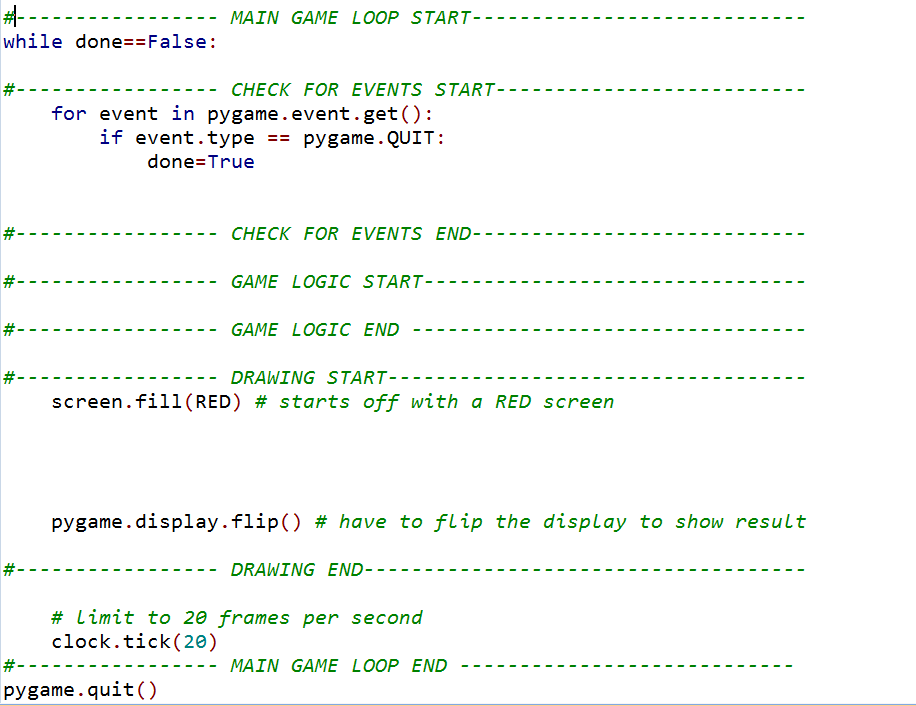 #----------------- MAIN GAME LOOP START----------------------------
while done==False:
#----------------- CHECK FOR EVENTS START--------------------------
    for event in pygame.event.get():
        if event.type == pygame.QUIT:
            done=True
#----------------- CHECK FOR EVENTS END----------------------------
#----------------- GAME LOGIC START--------------------------------
#----------------- GAME LOGIC END ---------------------------------
#----------------- DRAWING START-----------------------------------
    screen.fill(RED) # starts off with a RED screen
    pygame.display.flip() # have to flip the display to show result
#----------------- DRAWING END-------------------------------------
    # limit to 20 frames per second
    clock.tick(20)
#----------------- MAIN GAME LOOP END ----------------------------
pygame.quit()